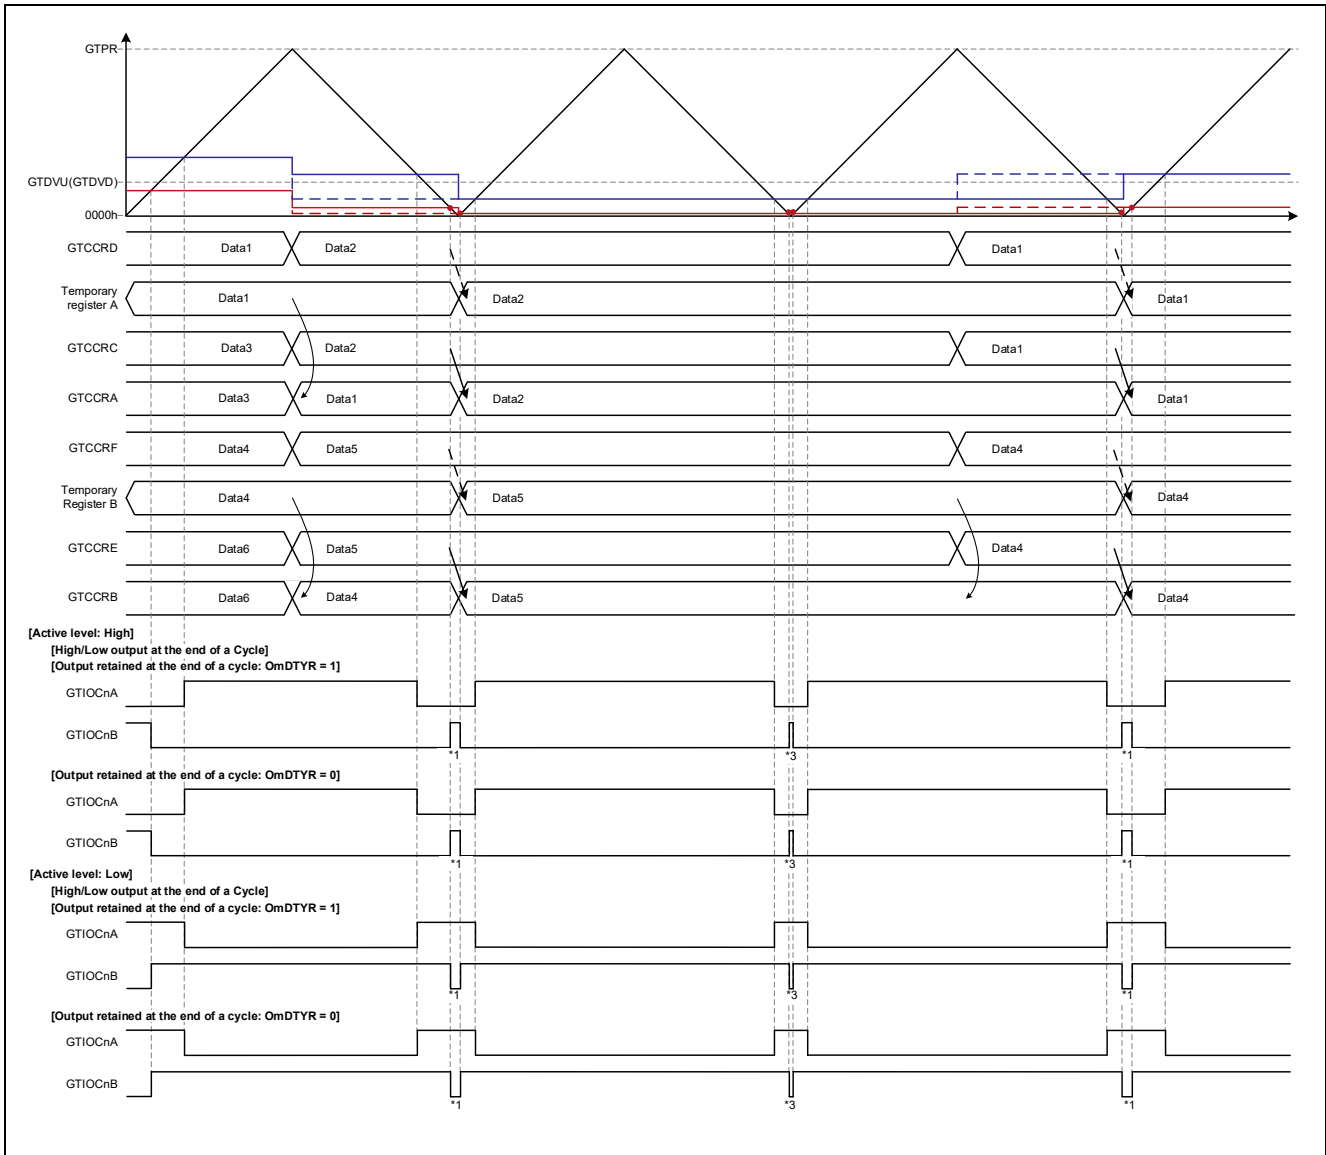 GTPR
GTDVU(GTDVD)
0000h
GTCCRD Data1 Data2 Data1
Temporary
register A
Data1 Data2 Data1
GTCCRC Data3 Data2 Data1
GTCCRA Data3 Data1 Data2 Data1
GTCCRF Data4 Data5 Data4
Temporary
Register B
Data4 Data5 Data4
GTCCRE Data6 Data5 Data4
GTCCRB Data6 Data4 Data5 Data4
[Active level: High]
[High/Low output at the end of a Cycle]
[Output retained at the end of a cycle: OmDTYR = 1]
GTIOCnA
GTIOCnB
*1 *3 *1
[Output retained at the end of a cycle: OmDTYR = 0]
GTIOCnA
GTIOCnB
*1 *3 *1
[Active level: Low]
[High/Low output at the end of a Cycle]
[Output retained at the end of a cycle: OmDTYR = 1]
GTIOCnA
GTIOCnB
*1 *3 *1
[Output retained at the end of a cycle: OmDTYR = 0]
GTIOCnA
GTIOCnB
*1 *3 *1